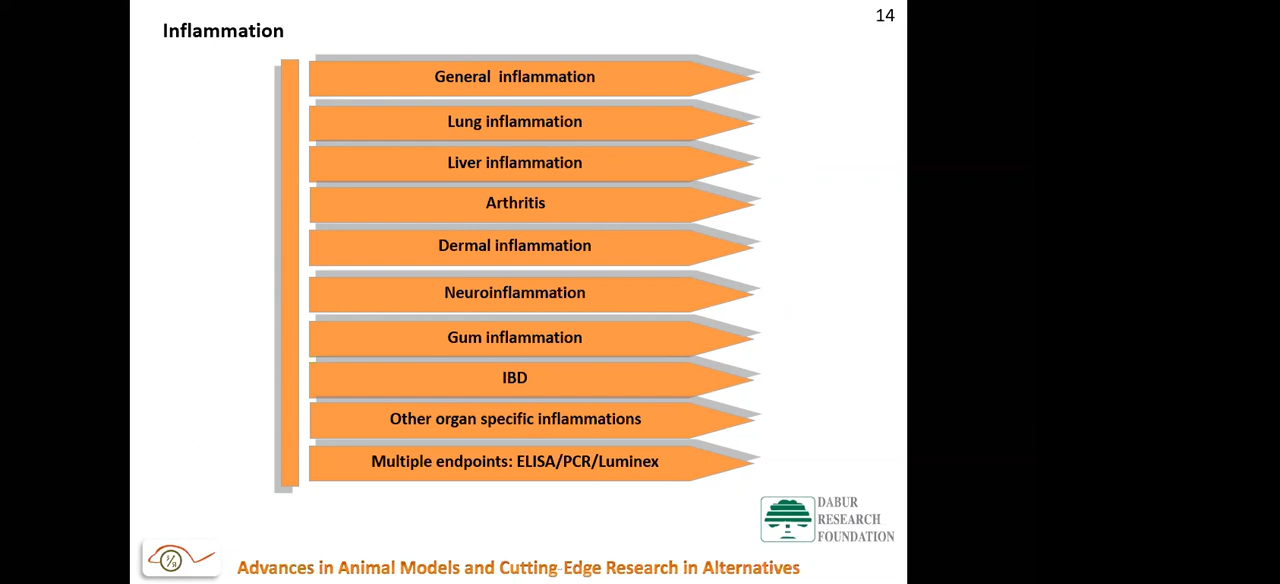 14
Inflammation
General inflammation
Lung inflammation
Liver inflammation
Arthritis
Dermal inflammation
Neuroinflammation
Gum inflammation
IBD
Other organ specific inflammations
Multiple endpoints: ELISA/PCR/Luminex
DABUR
RESEARCH
FOUNDATION
Advances in Animal Models and Cutting-Edge Research in Alternatives